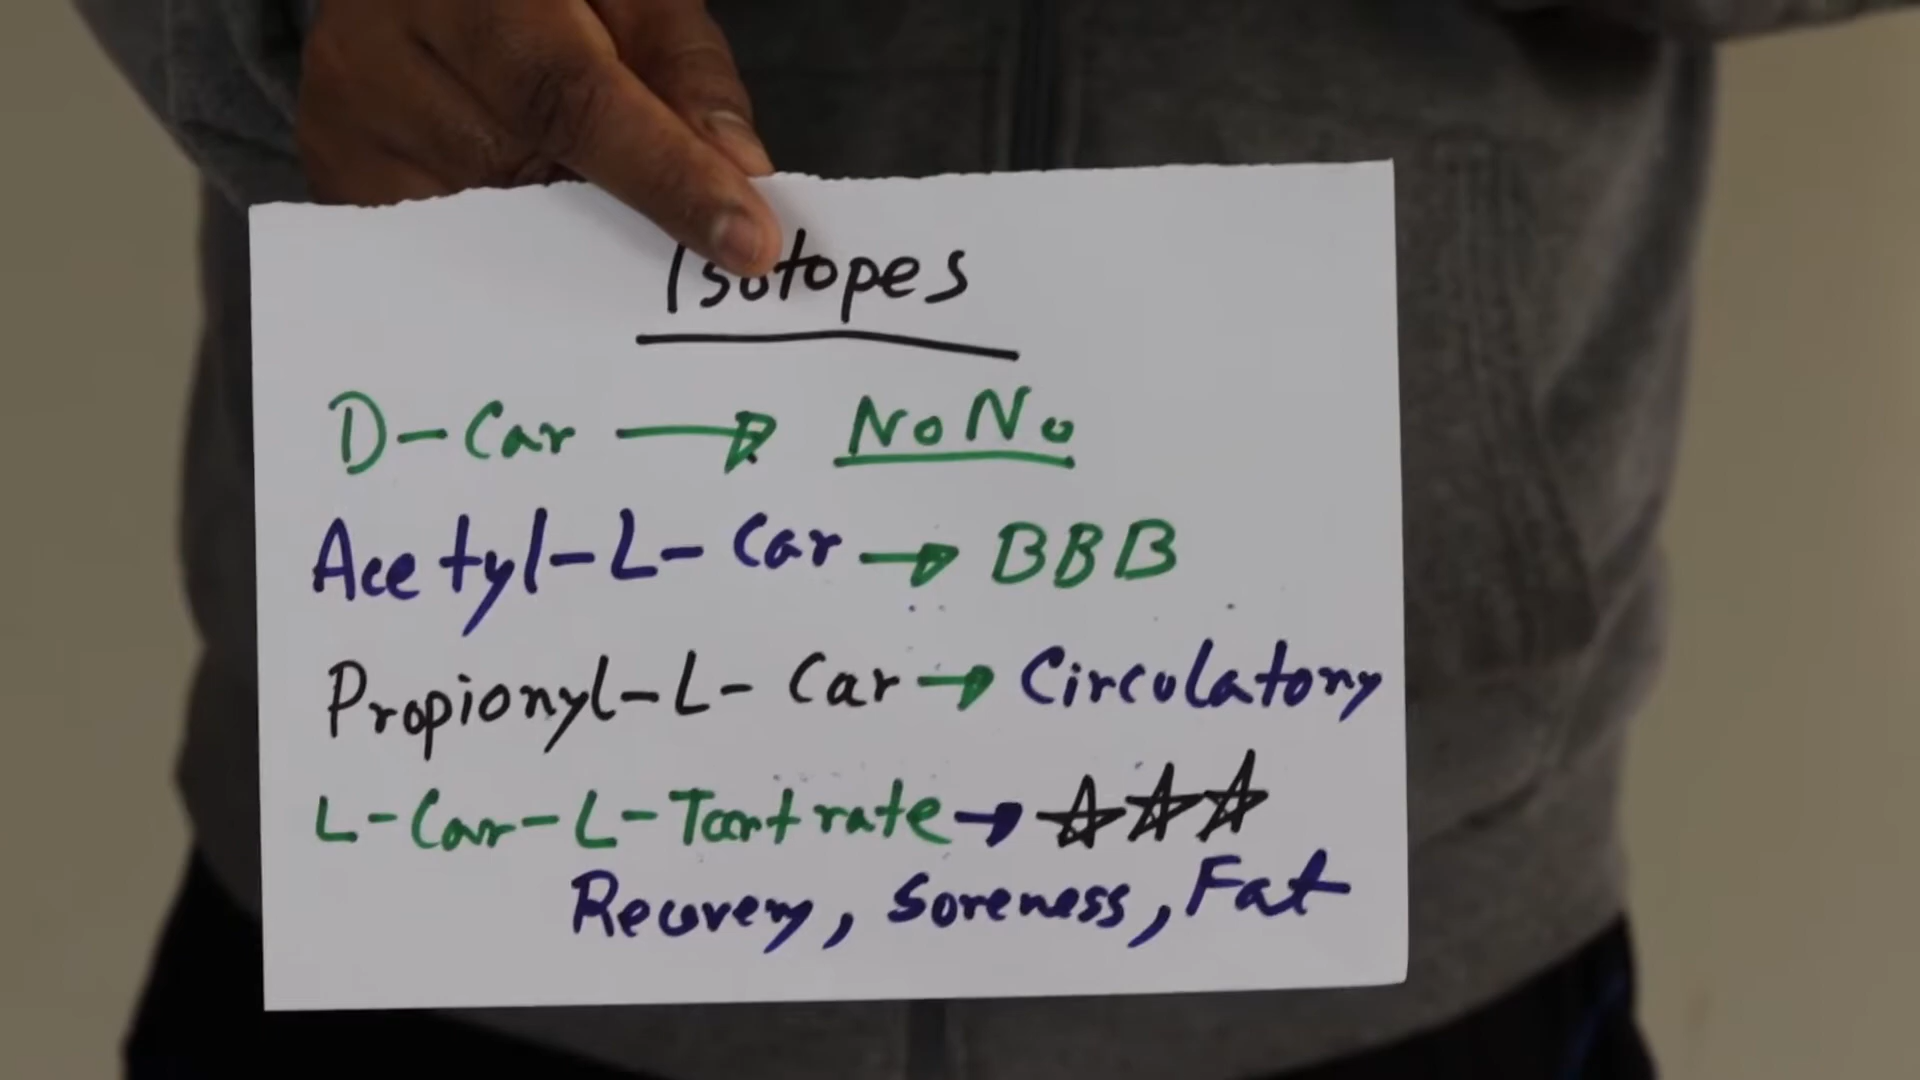 Isotopes
D-Car → NoNo
Acetyl-L-Car → BBB
Propionyl-L-Car → Circulatory
L-Car-L-Tartrate → ☆☆☆
Recovery, Soreness, Fat